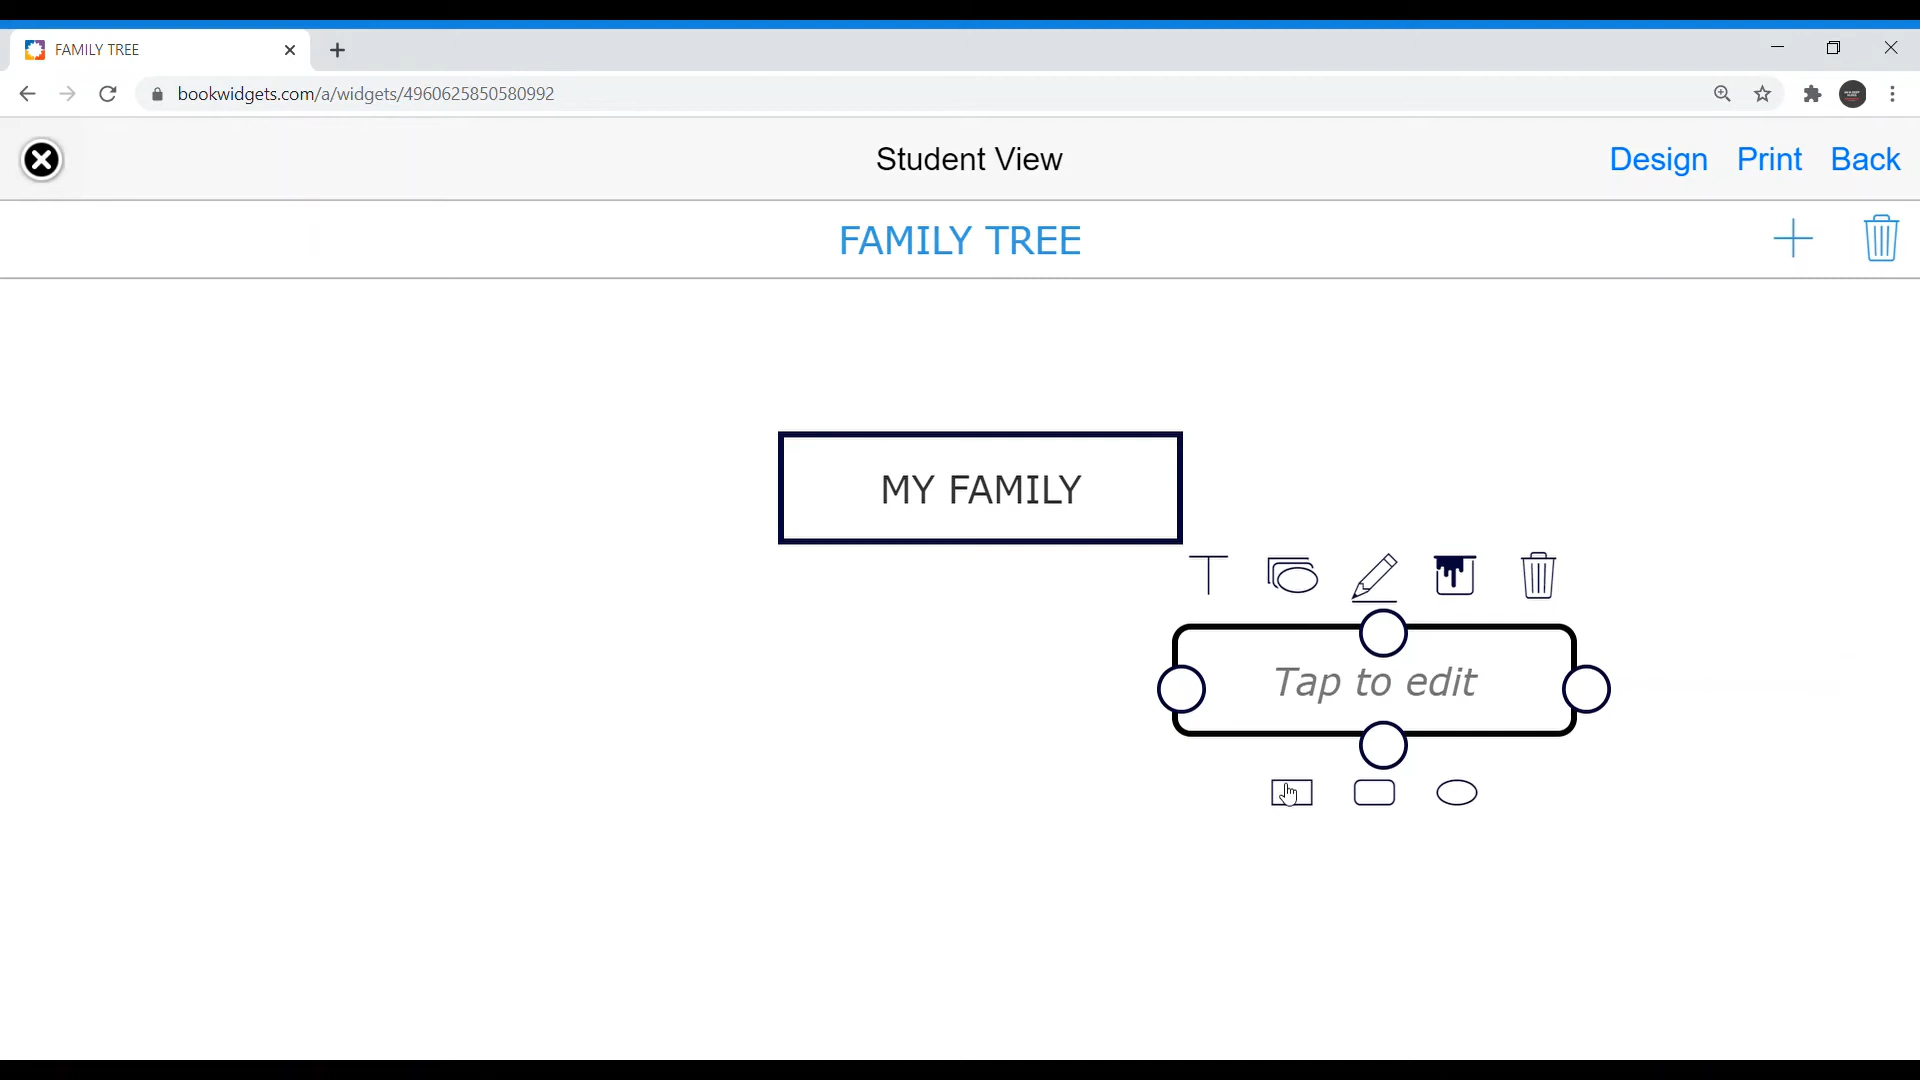 FAMILY TREE
bookwidgets.com/a/widgets/4960625850580992
Student View
Design Print Back
FAMILY TREE
MY FAMILY
Tap to edit